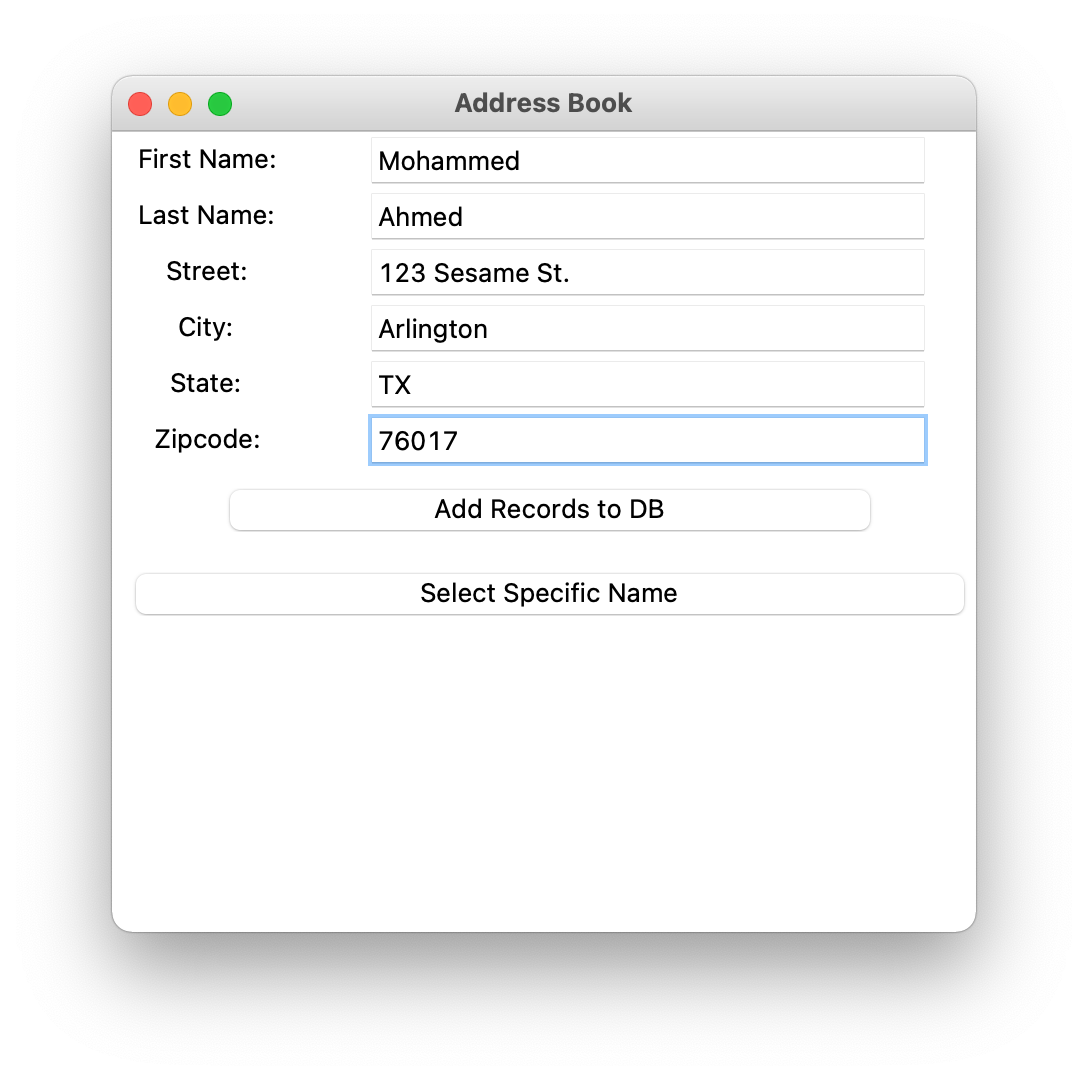 Address Book
First Name: Mohammed
Last Name: Ahmed
Street: 123 Sesame St.
City: Arlington
State: TX
Zipcode: 76017
Add Records to DB
Select Specific Name